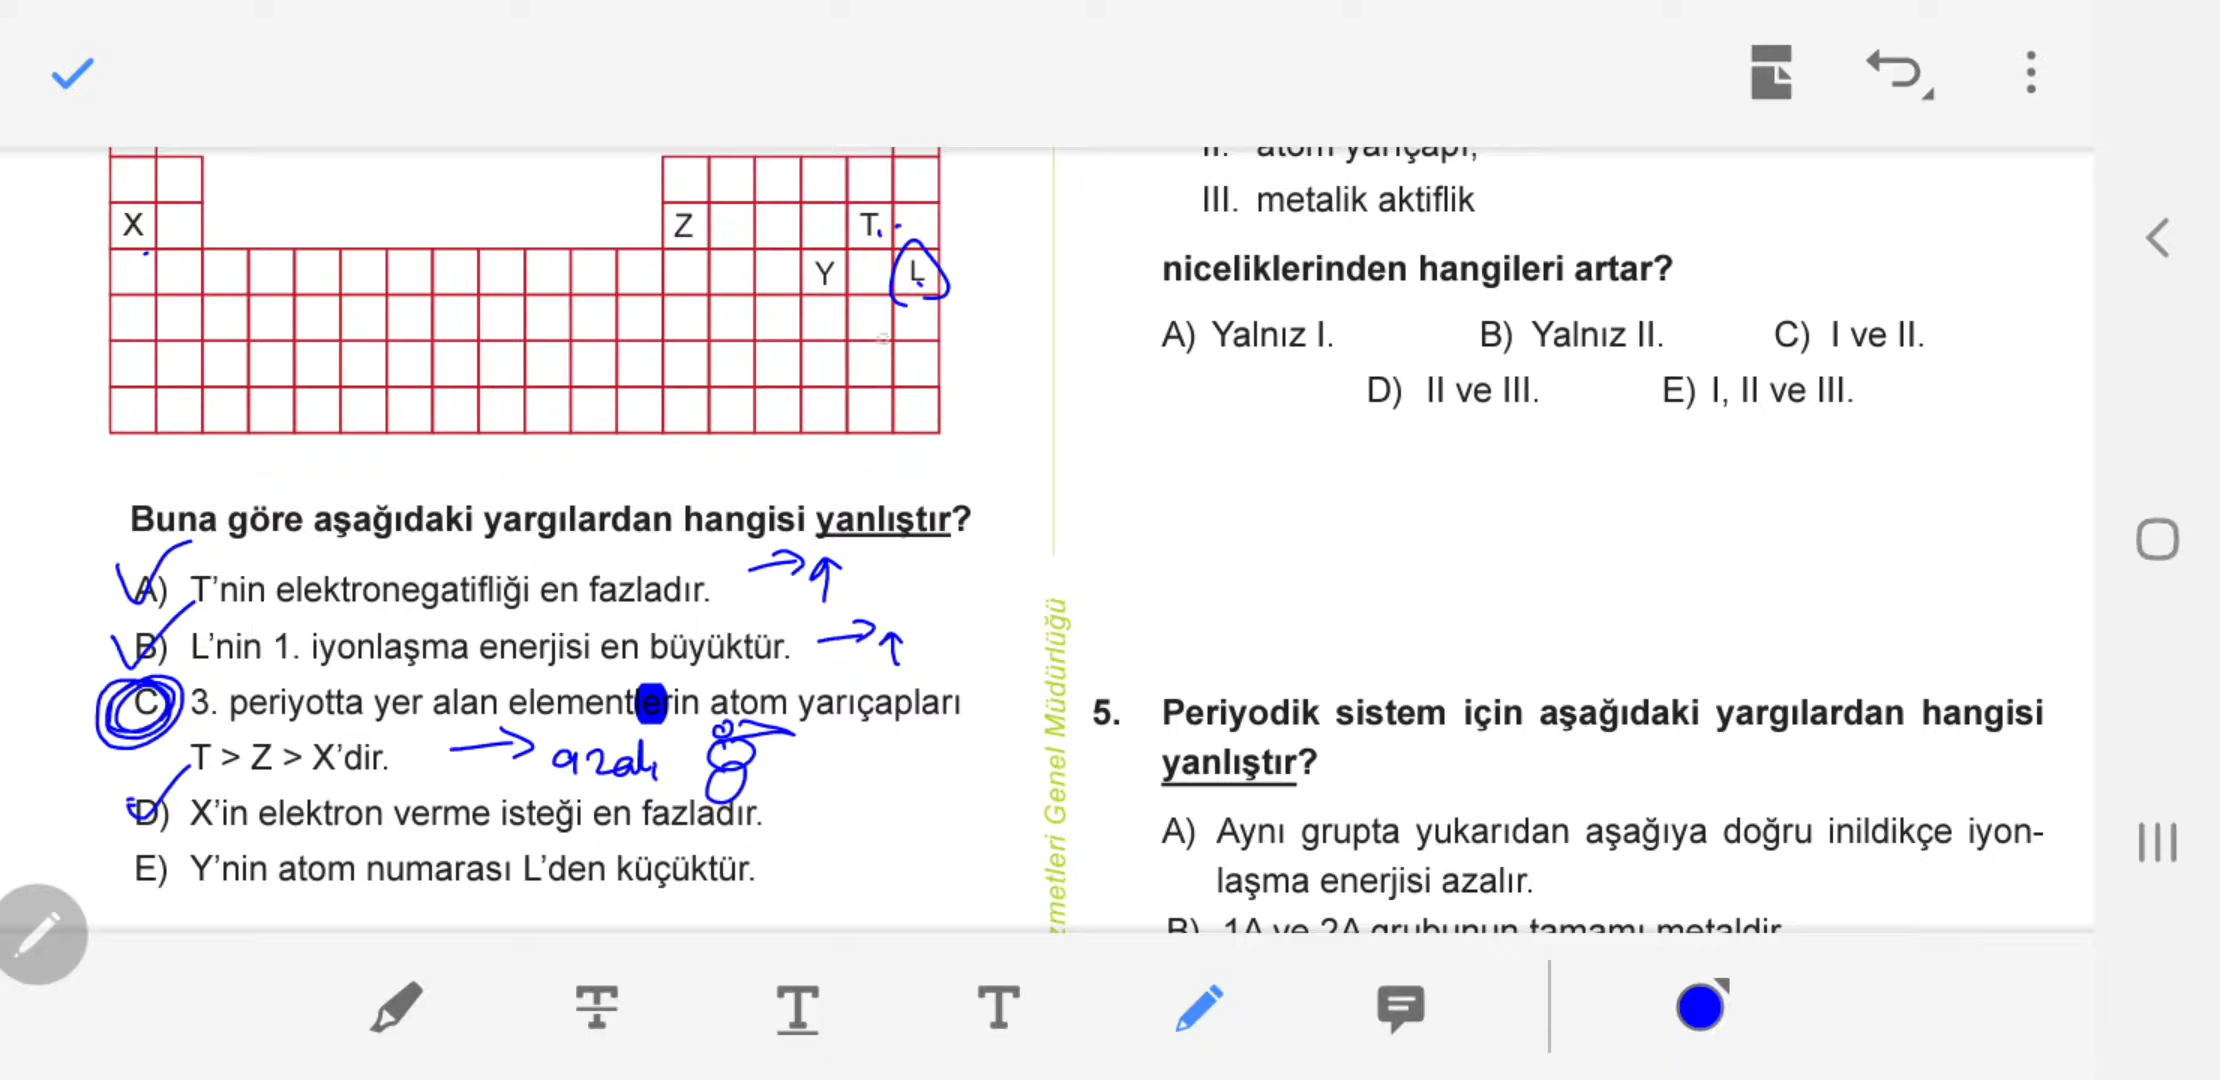 X
Z
T
Y
L
Buna göre aşağıdaki yargılardan hangisi yanlıştır?
A) T'nin elektronegatifliği en fazladır.
B) L'nin 1. iyonlaşma enerjisi en büyüktür.
C) 3. periyotta yer alan elementlerin atom yarıçapları
T > Z > X'dir.
azalı
D) X'in elektron verme isteği en fazladır.
E) Y'nin atom numarası L'den küçüktür.
zmetleri Genel Müdürlüğü
II. atom yarıçapı,
III. metalik aktiflik
niceliklerinden hangileri artar?
A) Yalnız I. B) Yalnız II. C) I ve II.
D) II ve III. E) I, II ve III.
5. Periyodik sistem için aşağıdaki yargılardan hangisi
yanlıştır?
A) Aynı grupta yukarıdan aşağıya doğru inildikçe iyon-
laşma enerjisi azalır.
B) 1A ve 2A grubunun tamamı metaldir